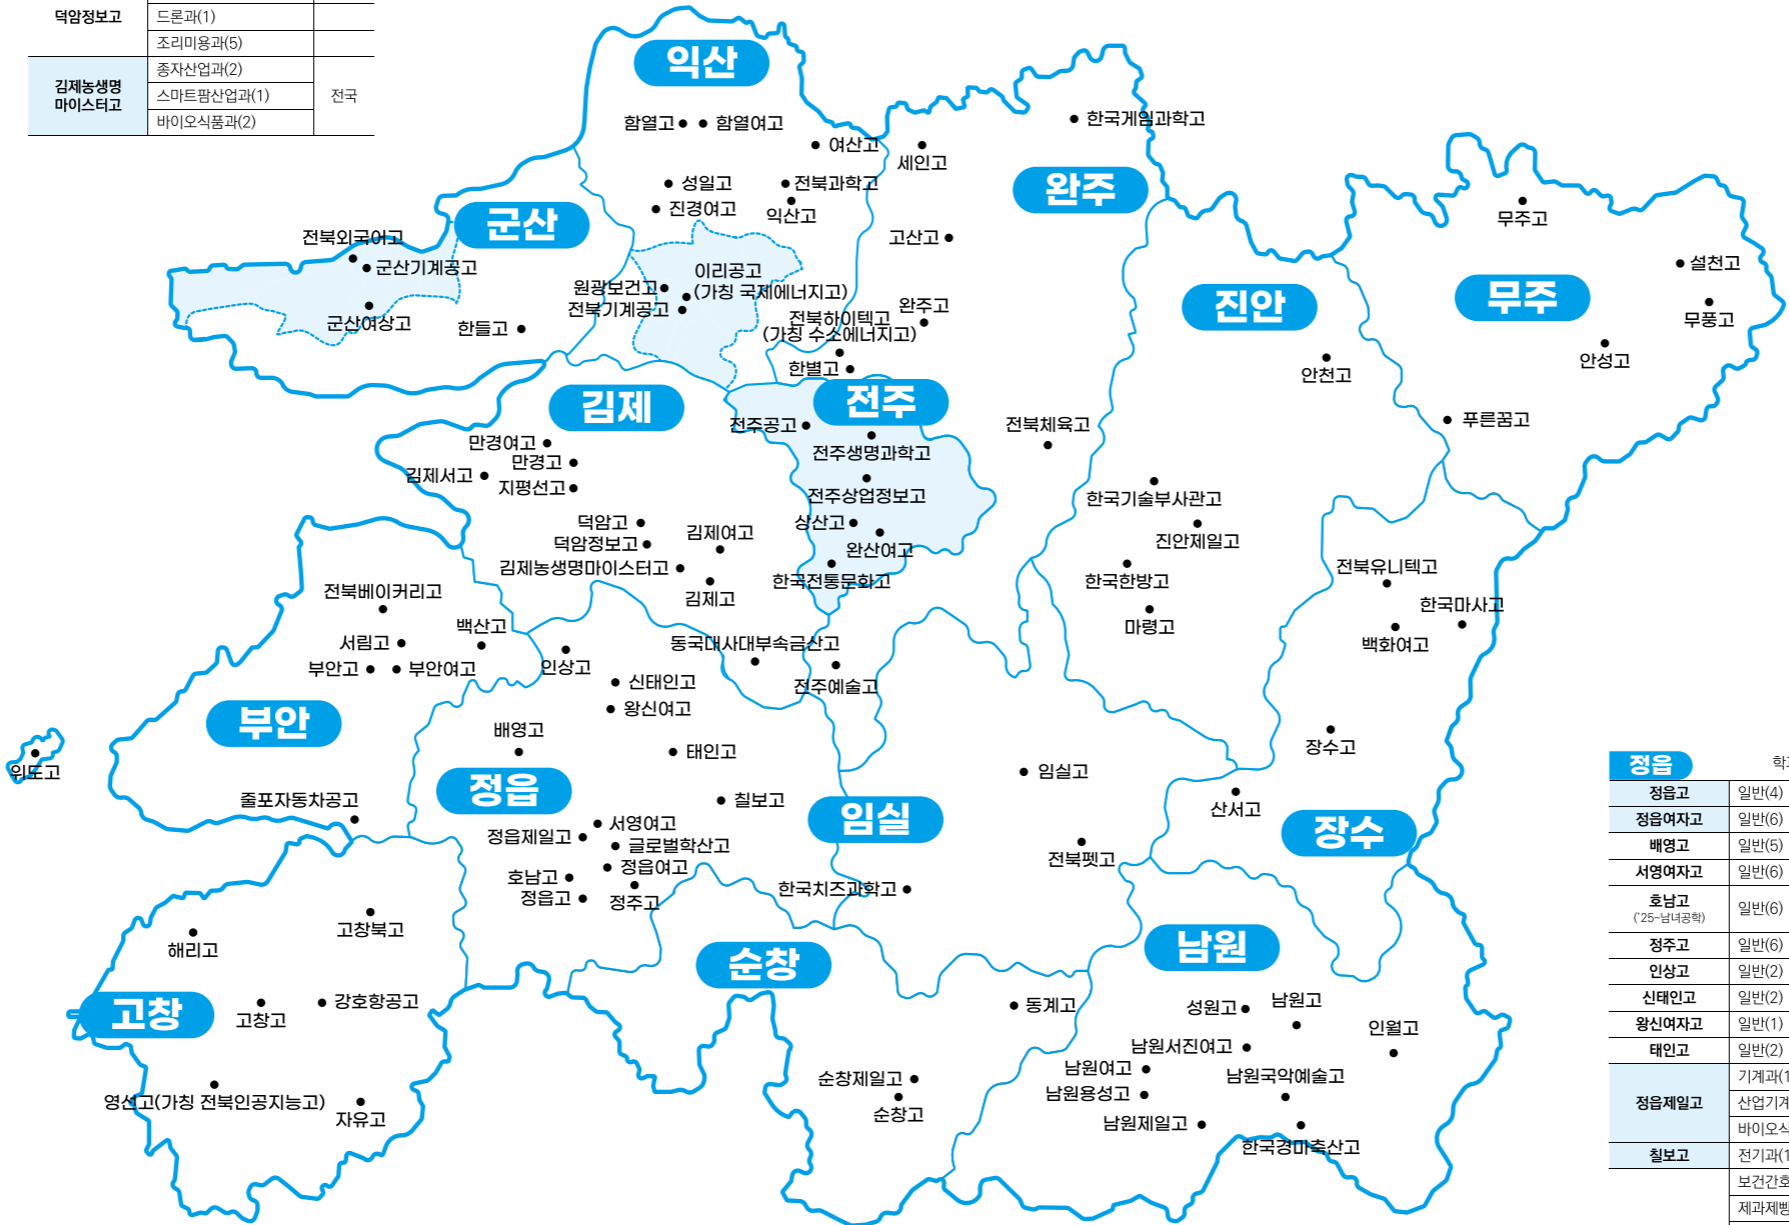 덕암정보고
드론과(1)
조리미용과(5)
김제농생명
마이스터고
종자산업과(2)
스마트팜산업과(1)
바이오식품과(2)
전국
익산
함열고
함열여고
여산고
성일고
전북과학고
진경여고
익산고
이리공고
(가칭 국제에너지고)
원광보건고
전북기계공고
군산
전북외국어고
군산기계공고
군산여상고
한들고
완주
한국게임과학고
세인고
고산고
완주고
전북하이텍고
(가칭 수소에너지고)
한별고
전북체육고
동국대사대부속금산고
전주예술고
전주
전주공고
전주생명과학고
전주상업정보고
상산고
완산여고
한국전통문화고
김제
만경여고
만경고
김제서고
지평선고
덕암고
덕암정보고
김제여고
김제농생명마이스터고
김제고
진안
안천고
한국기술부사관고
진안제일고
한국한방고
마령고
무주
무주고
설천고
무풍고
안성고
푸른꿈고
부안
전북베이커리고
서림고
백산고
부안고
부안여고
위도고
줄포자동차공고
정읍
인상고
신태인고
왕신여고
배영고
태인고
칠보고
서영여고
정읍제일고
글로벌학산고
정읍여고
호남고
정읍고
정주고
임실
임실고
전북펫고
한국치즈과학고
장수
전북유니텍고
한국마사고
백화여고
장수고
산서고
고창
고창북고
해리고
고창고
강호항공고
영선고(가칭 전북인공지능고)
자유고
순창
동계고
순창제일고
순창고
남원
성원고
남원고
인월고
남원서진여고
남원여고
남원국악예술고
남원용성고
남원제일고
한국경마축산고
정읍
학
정읍고
일반(4)
정읍여자고
일반(6)
배영고
일반(5)
서영여자고
일반(6)
호남고
('25~남녀공학)
일반(6)
정주고
일반(6)
인상고
일반(2)
신태인고
일반(2)
왕신여자고
일반(1)
태인고
일반(2)
정읍제일고
기계과(1
산업기계
바이오식
칠보고
전기과(1
보건간호
제과제빵